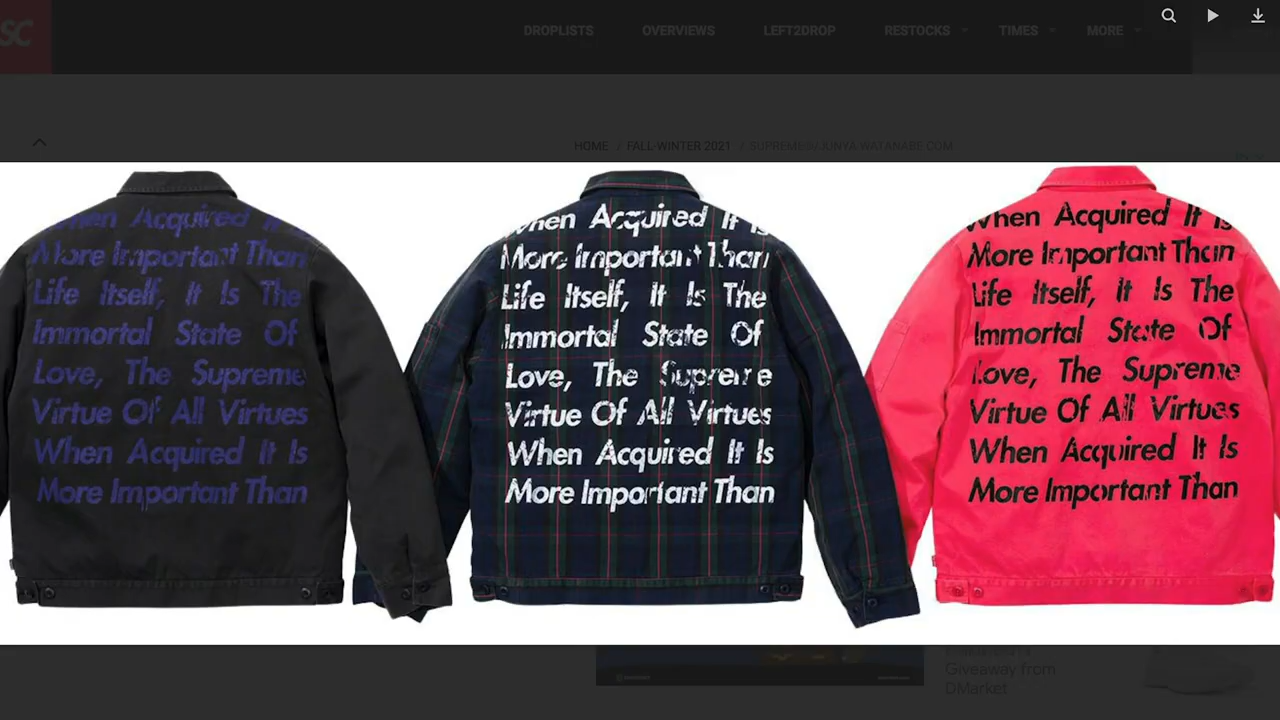 SC
DROPLISTS OVERVIEWS LEFT2DROP RESTOCKS TIMES MORE
HOME / FALL-WINTER 2021 / SUPREME®/JUNYA WATANABE COM
When Acquired It Is
More Important Than
Life Itself, It Is The
Immortal State Of
Love, The Supreme
Virtue Of All Virtues
When Acquired It Is
More Important Than
When Acquired It Is
More Important Than
Life Itself, It Is The
Immortal State Of
Love, The Supreme
Virtue Of All Virtues
When Acquired It Is
More Important Than
When Acquired It Is
More Important Than
Life Itself, It Is The
Immortal State Of
Love, The Supreme
Virtue Of All Virtues
When Acquired It Is
More Important Than
Giveaway from
DMarket